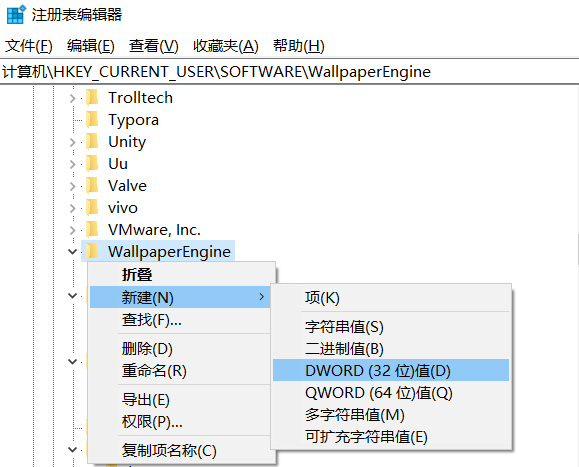 注册表编辑器
文件(F) 编辑(E) 查看(V) 收藏夹(A) 帮助(H)
计算机\HKEY_CURRENT_USER\SOFTWARE\WallpaperEngine
Trolltech
Typora
Unity
Uu
Valve
vivo
VMware, Inc.
WallpaperEngine
折叠
新建(N)
查找(F)...
删除(D)
重命名(R)
导出(E)
权限(P)...
复制项名称(C)
项(K)
字符串值(S)
二进制值(B)
DWORD (32 位)值(D)
QWORD (64 位)值(Q)
多字符串值(M)
可扩充字符串值(E)